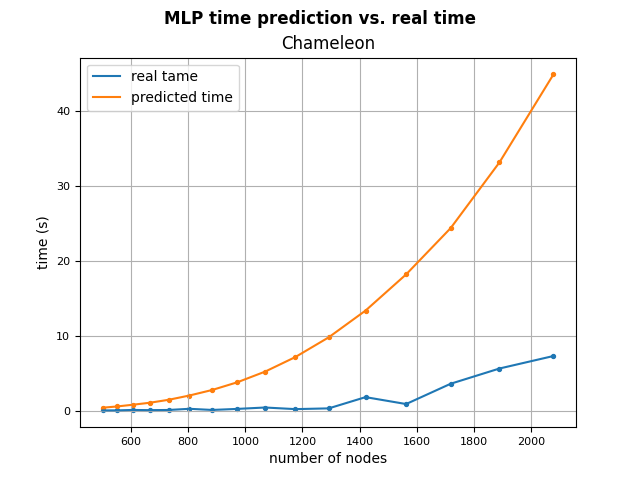 MLP time prediction vs. real time
Chameleon
real tame
predicted time
time (s)
40
30
20
10
0
600 800 1000 1200 1400 1600 1800 2000
number of nodes